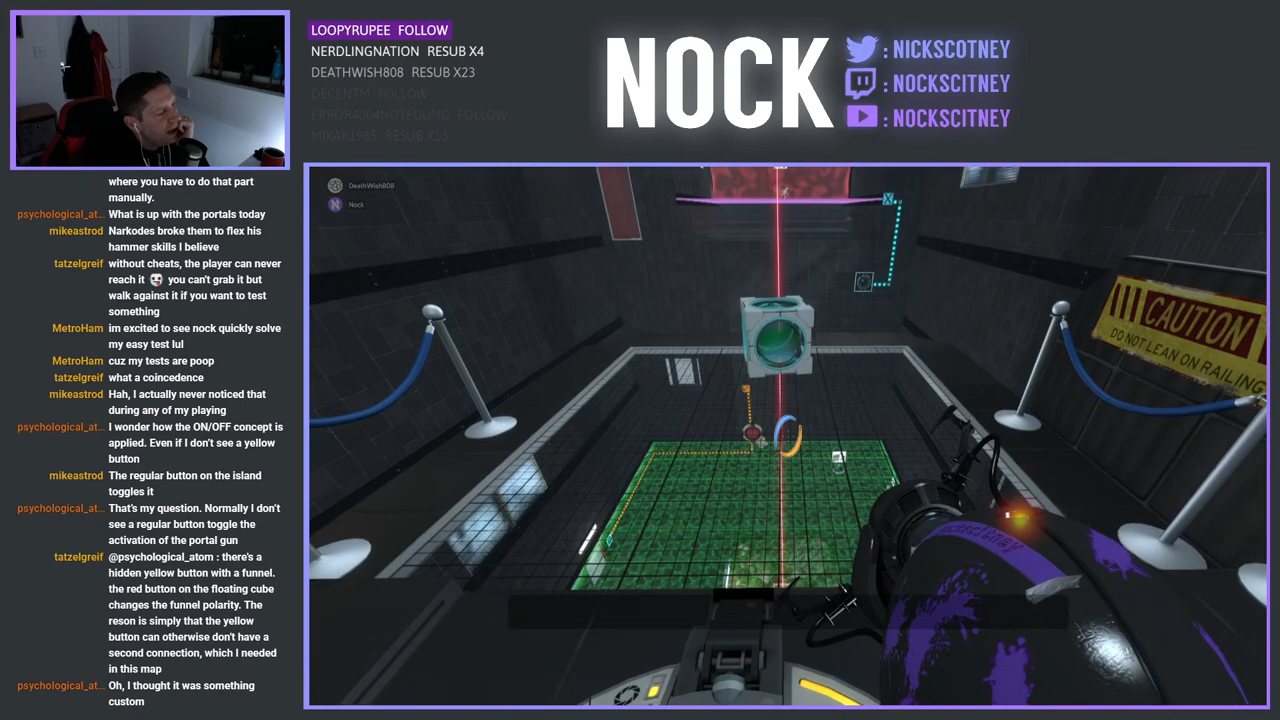 LOOPYRUPEE FOLLOW
NERDLINGNATION RESUB X4
DEATHWISH808 RESUB X23
DECENTM FOLLOW
ERROR4004NOTFOUND FOLLOW
MIKAK1985 RESUB X13
NOCK
: NICKSCOTNEY
: NOCKSCITNEY
: NOCKSCITNEY
where you have to do that part
manually.
psychological_at... What is up with the portals today
mikeastrod Narkodes broke them to flex his
hammer skills I believe
tatzelgreif without cheats, the player can never
reach it you can't grab it but
walk against it if you want to test
something
MetroHam im excited to see nock quickly solve
my easy test lul
MetroHam cuz my tests are poop
tatzelgreif what a coincedence
mikeastrod Hah, I actually never noticed that
during any of my playing
psychological_at... I wonder how the ON/OFF concept is
applied. Even if I don't see a yellow
button
mikeastrod The regular button on the island
toggles it
psychological_at... That's my question. Normally I don't
see a regular button toggle the
activation of the portal gun
tatzelgreif @psychological_atom : there's a
hidden yellow button with a funnel.
the red button on the floating cube
changes the funnel polarity. The
reson is simply that the yellow
button can otherwise don't have a
second connection, which I needed
in this map
psychological_at... Oh, I thought it was something
custom
DeathWish808
Nock
CAUTION
DO NOT LEAN ON RAILING